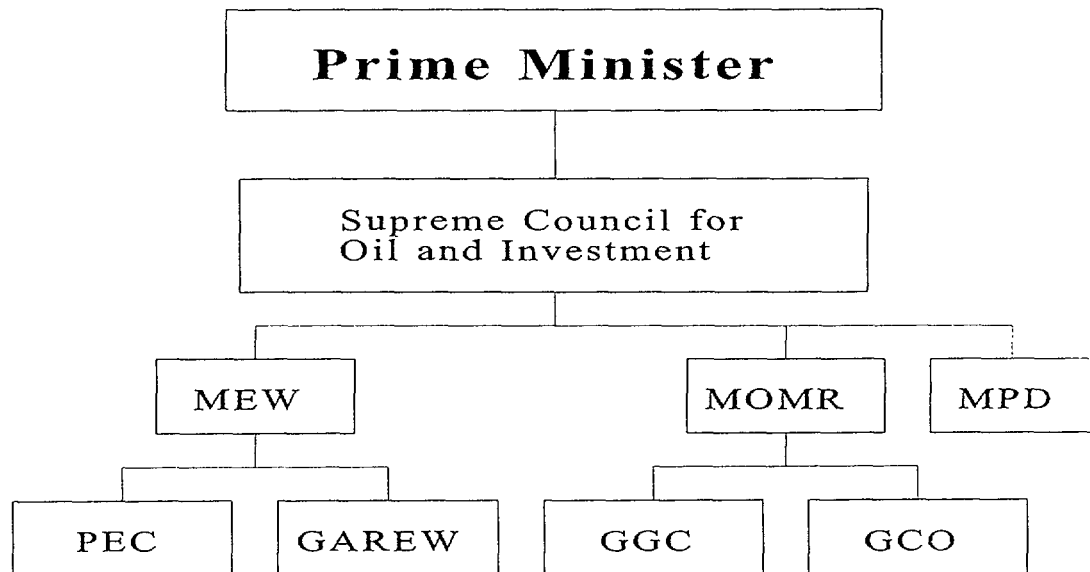 Prime Minister
Supreme Council for
Oil and Investment
MEW
MOMR
MPD
PEC
GAREW
GGC
GCO